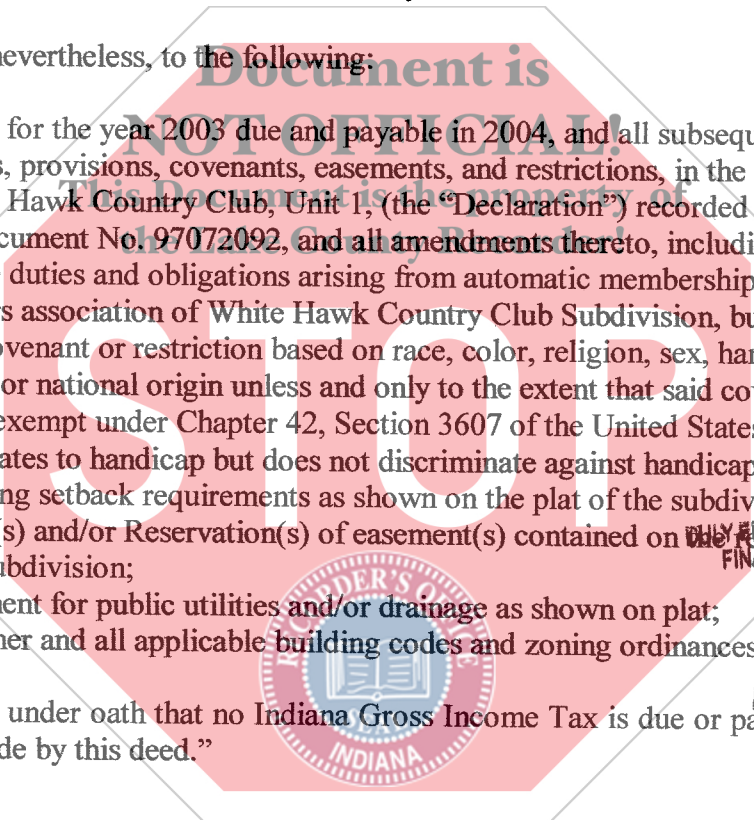 nevertheless, to the following:
Document is
for the year 2003 due and payable in 2004, and all subsequ
NOT OFFICIAL!
s, provisions, covenants, easements, and restrictions, in the
This Document is the property of
Hawk Country Club, Unit 1, (the “Declaration”) recorded
the Lake County Recorder!
cument No. 97072092, and all amendments thereto, includi
duties and obligations arising from automatic membership
s association of White Hawk Country Club Subdivision, bu
ovenant or restriction based on race, color, religion, sex, han
or national origin unless and only to the extent that said co
STOP
exempt under Chapter 42, Section 3607 of the United States
ates to handicap but does not discriminate against handicap
ng setback requirements as shown on the plat of the subdiv
(s) and/or Reservation(s) of easement(s) contained on the
DULY
FIN
ubdivision;
ent for public utilities and/or drainage as shown on plat;
her and all applicable building codes and zoning ordinances
RECORDER'S OFFICE
SEAL
INDIANA
under oath that no Indiana Gross Income Tax is due or pa
de by this deed.”